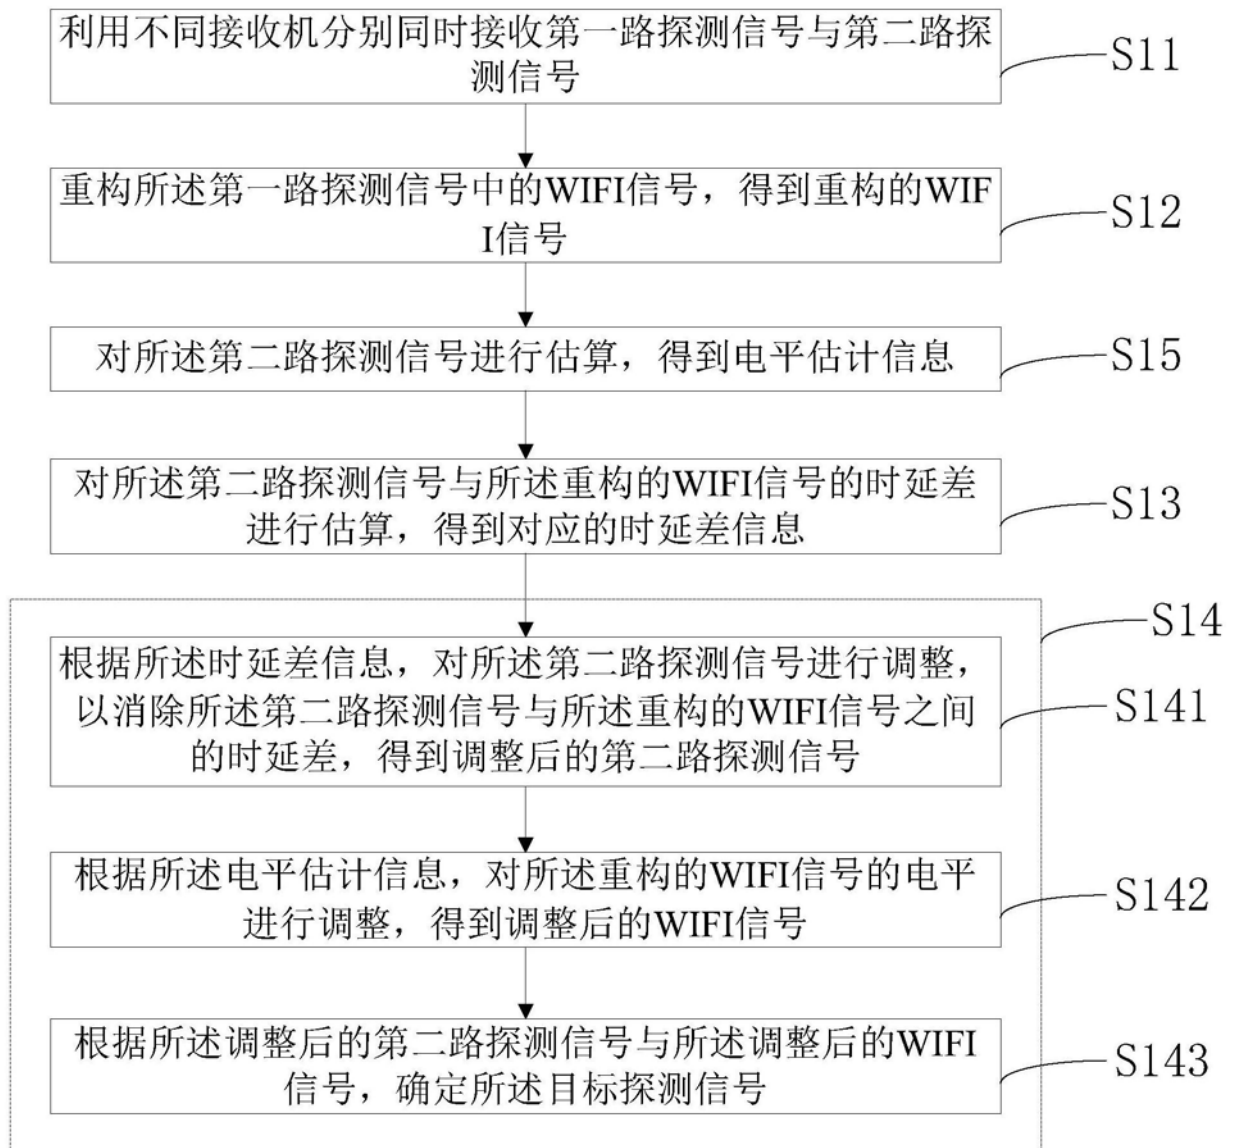 利用不同接收机分别同时接收第一路探测信号与第二路探
测信号
S11
重构所述第一路探测信号中的WIFI信号，得到重构的WIF
I信号
S12
对所述第二路探测信号进行估算，得到电平估计信息
S15
对所述第二路探测信号与所述重构的WIFI信号的时延差
进行估算，得到对应的时延差信息
S13
S14
根据所述时延差信息，对所述第二路探测信号进行调整，
以消除所述第二路探测信号与所述重构的WIFI信号之间
的时延差，得到调整后的第二路探测信号
S141
根据所述电平估计信息，对所述重构的WIFI信号的电平
进行调整，得到调整后的WIFI信号
S142
根据所述调整后的第二路探测信号与所述调整后的WIFI
信号，确定所述目标探测信号
S143